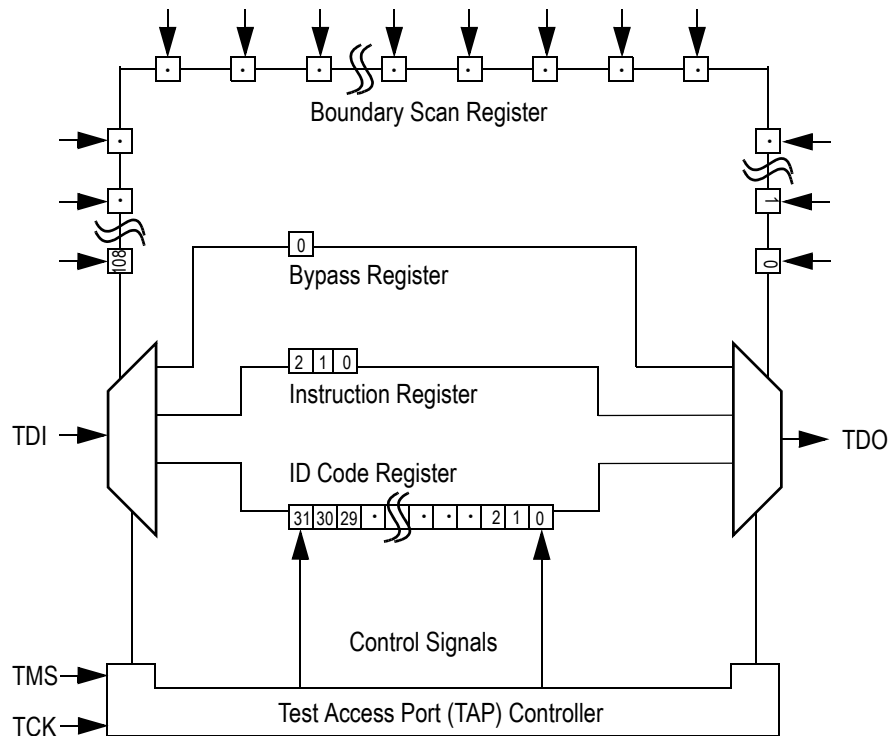 Boundary Scan Register
1
108
0
0
Bypass Register
2 1 0
Instruction Register
TDI
TDO
ID Code Register
31 30 29 · · · · · 2 1 0
Control Signals
TMS
Test Access Port (TAP) Controller
TCK